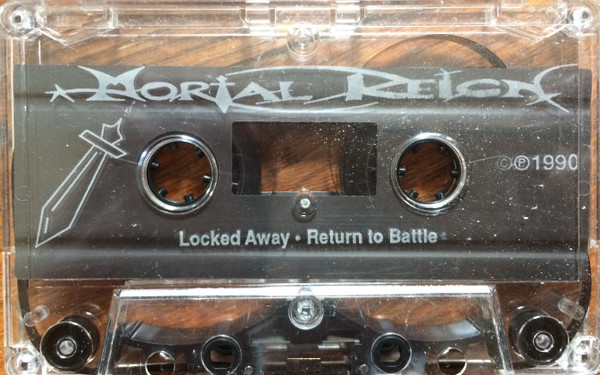 Mortal Reign
©℗1990
Locked Away • Return to Battle